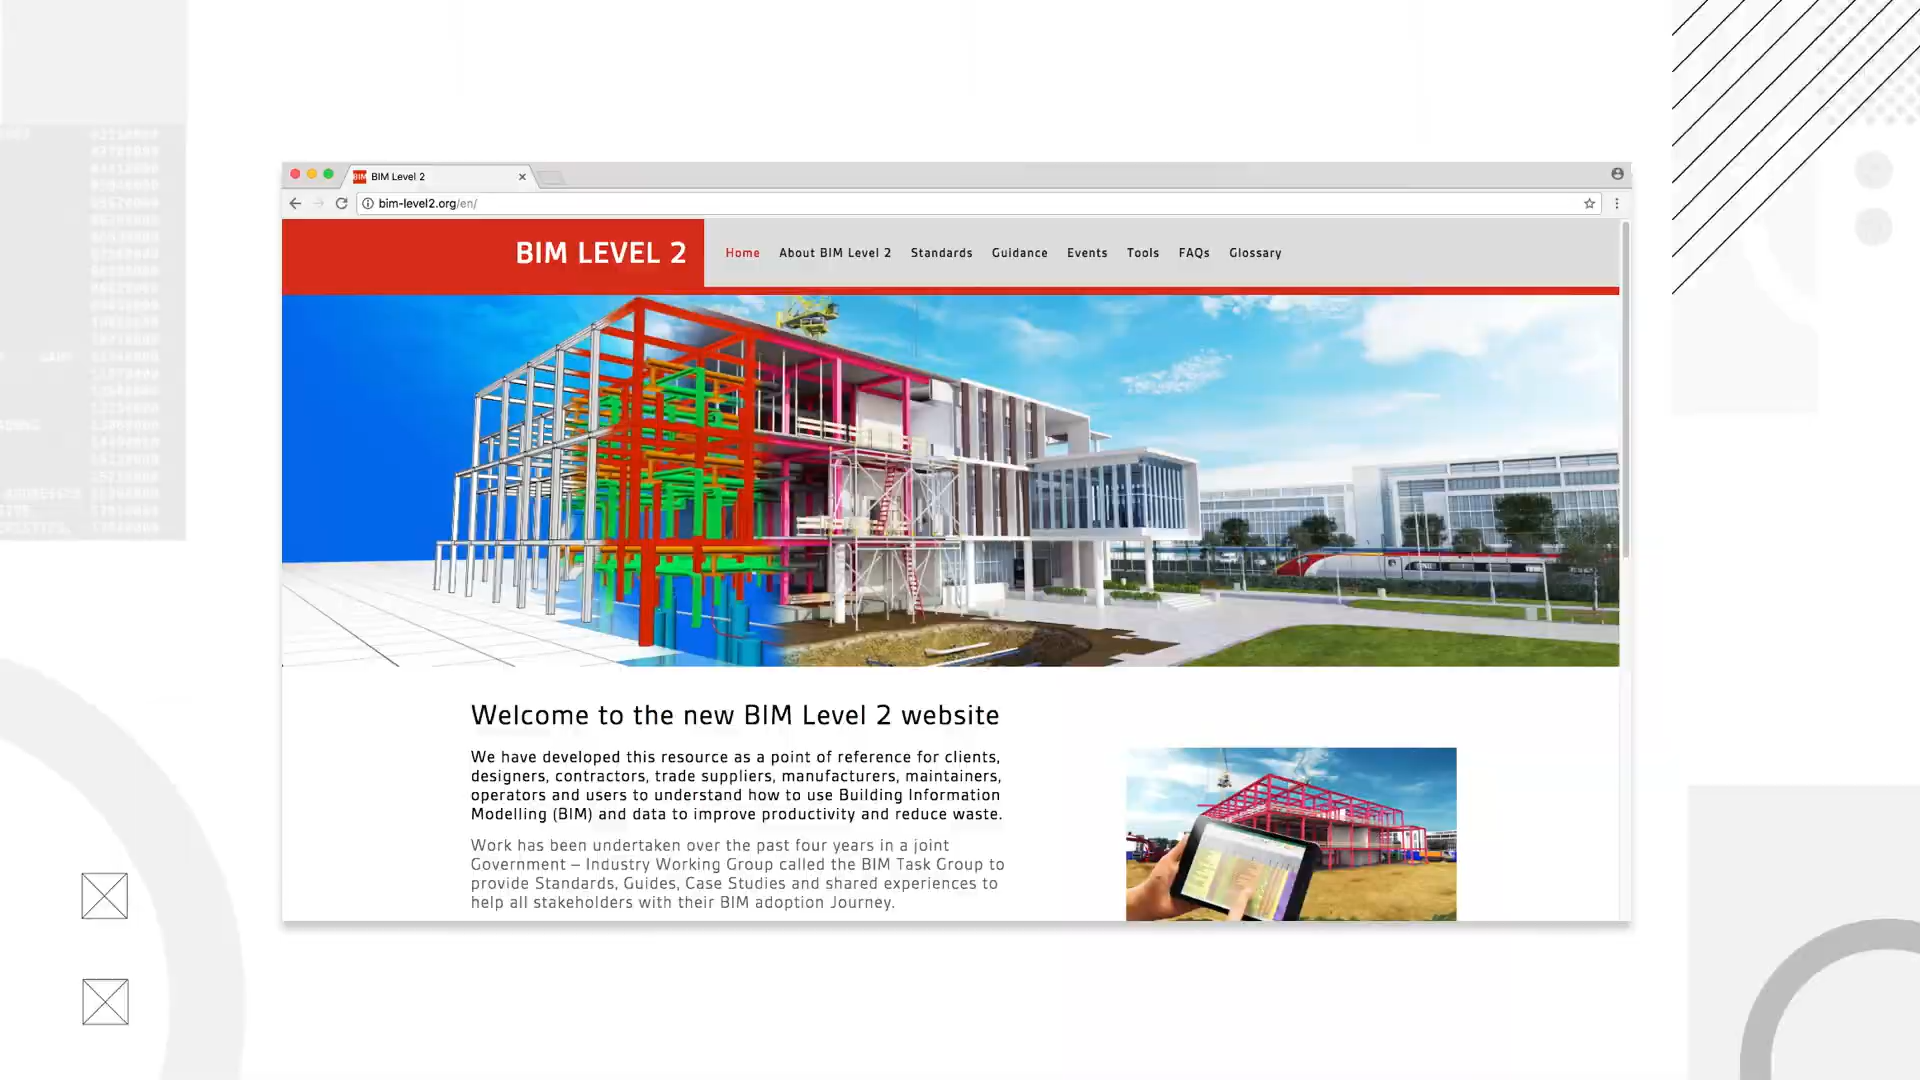 BIM Level 2
bim-level2.org/en/
BIM LEVEL 2
Home About BIM Level 2 Standards Guidance Events Tools FAQs Glossary
Welcome to the new BIM Level 2 website
We have developed this resource as a point of reference for clients,
designers, contractors, trade suppliers, manufacturers, maintainers,
operators and users to understand how to use Building Information
Modelling (BIM) and data to improve productivity and reduce waste.
Work has been undertaken over the past four years in a joint
Government – Industry Working Group called the BIM Task Group to
provide Standards, Guides, Case Studies and shared experiences to
help all stakeholders with their BIM adoption Journey.